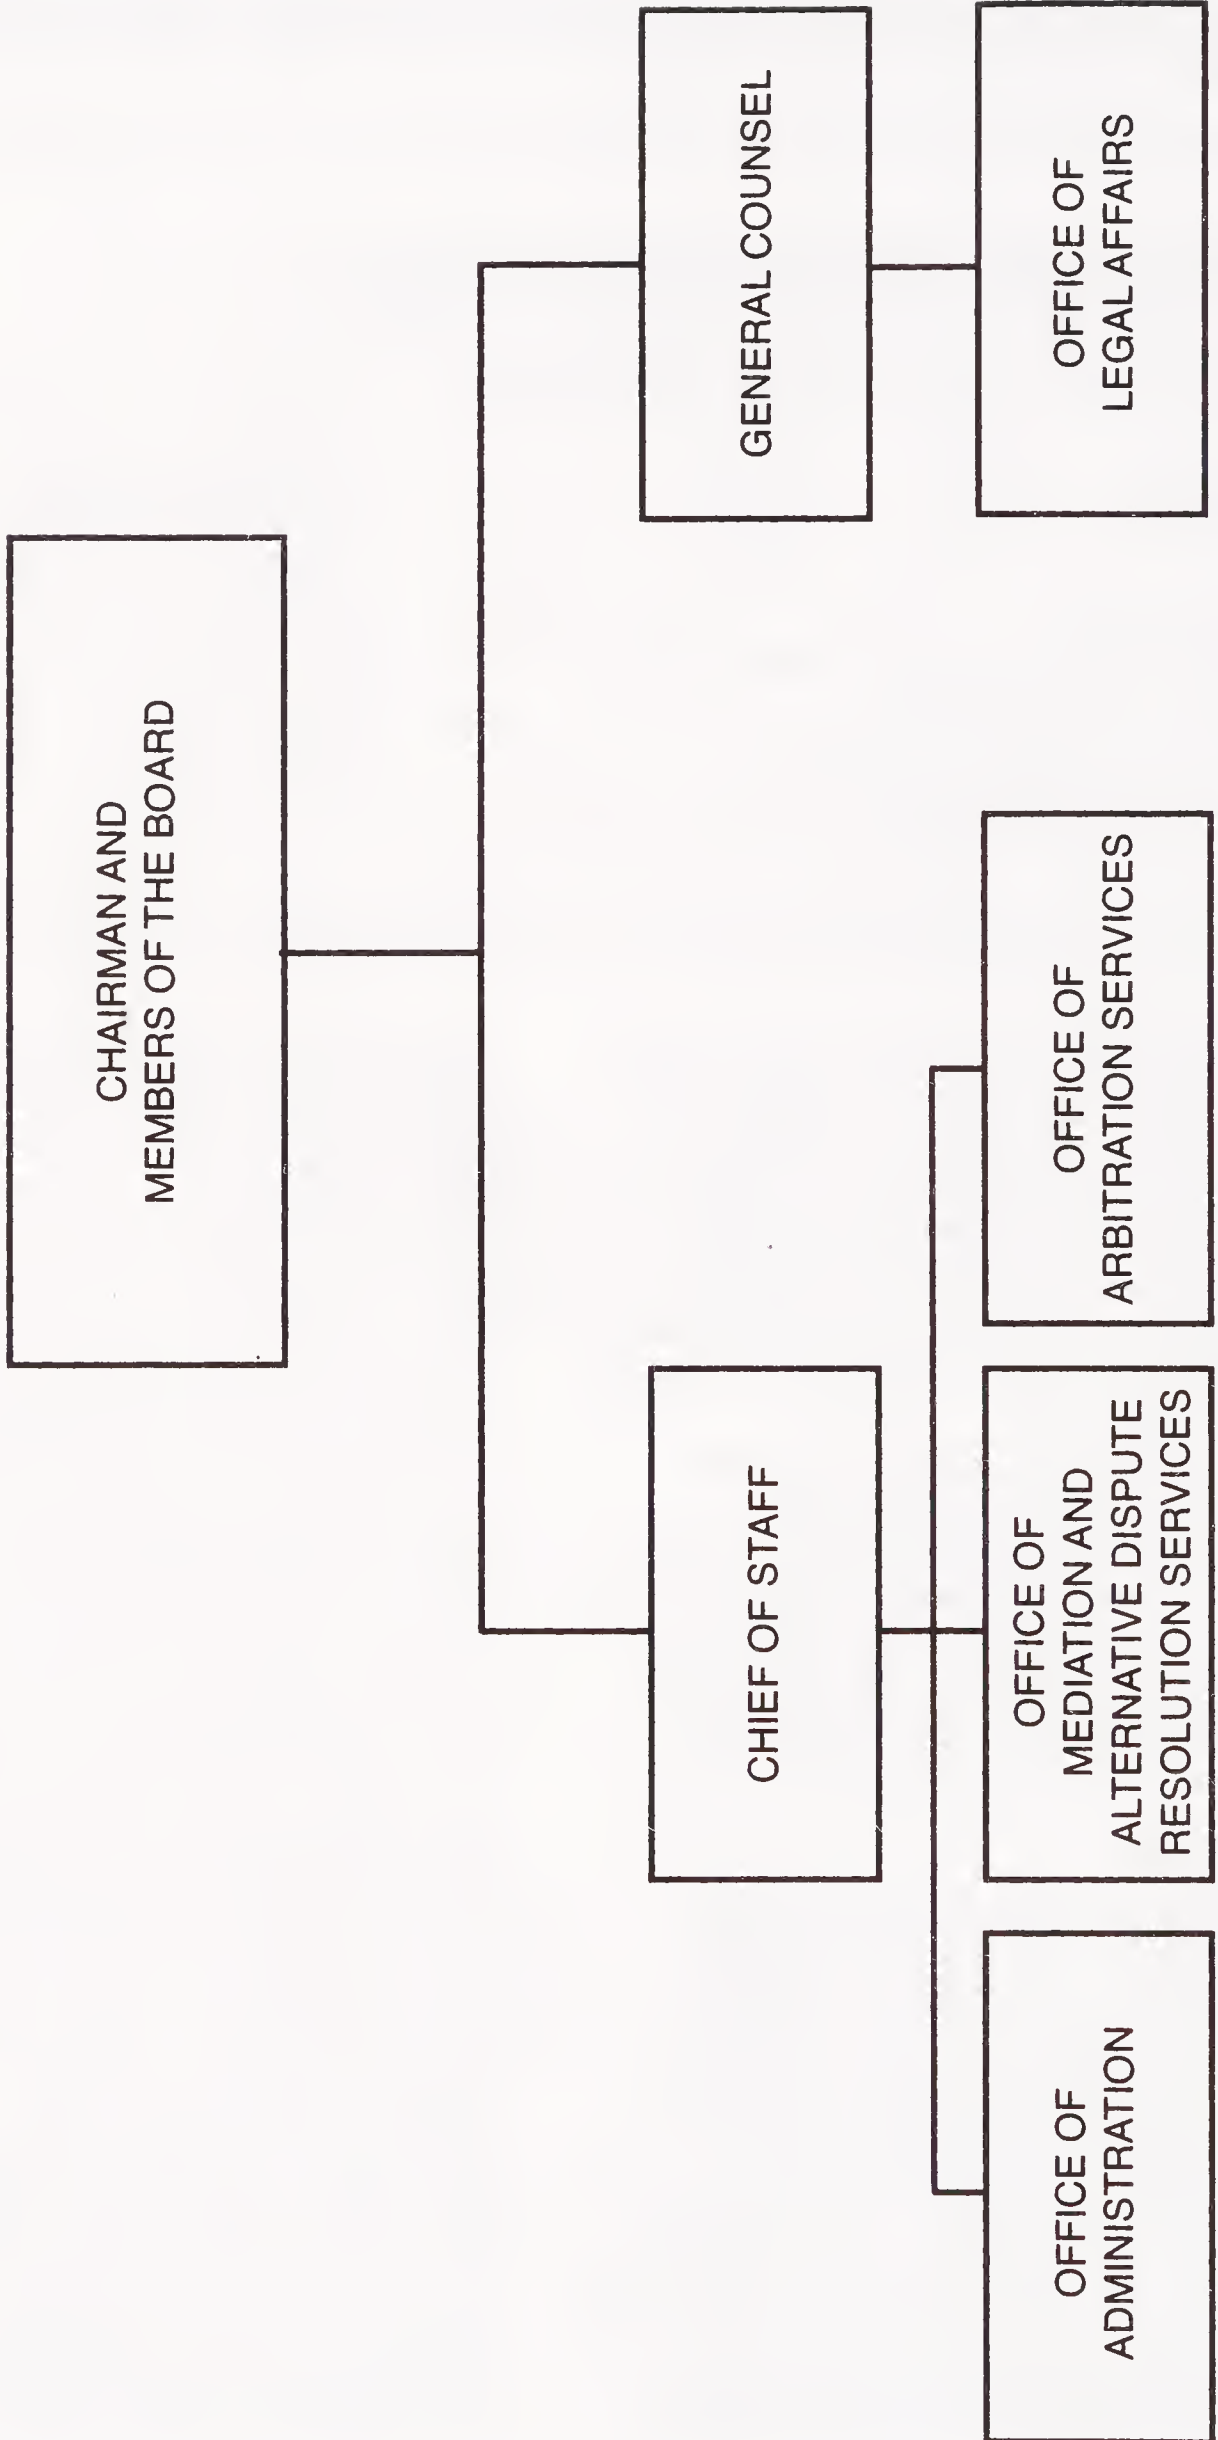 CHAIRMAN AND
MEMBERS OF THE BOARD
CHIEF OF STAFF
GENERAL COUNSEL
OFFICE OF
ADMINISTRATION
OFFICE OF
MEDIATION AND
ALTERNATIVE DISPUTE
RESOLUTION SERVICES
OFFICE OF
ARBITRATION SERVICES
OFFICE OF
LEGAL AFFAIRS